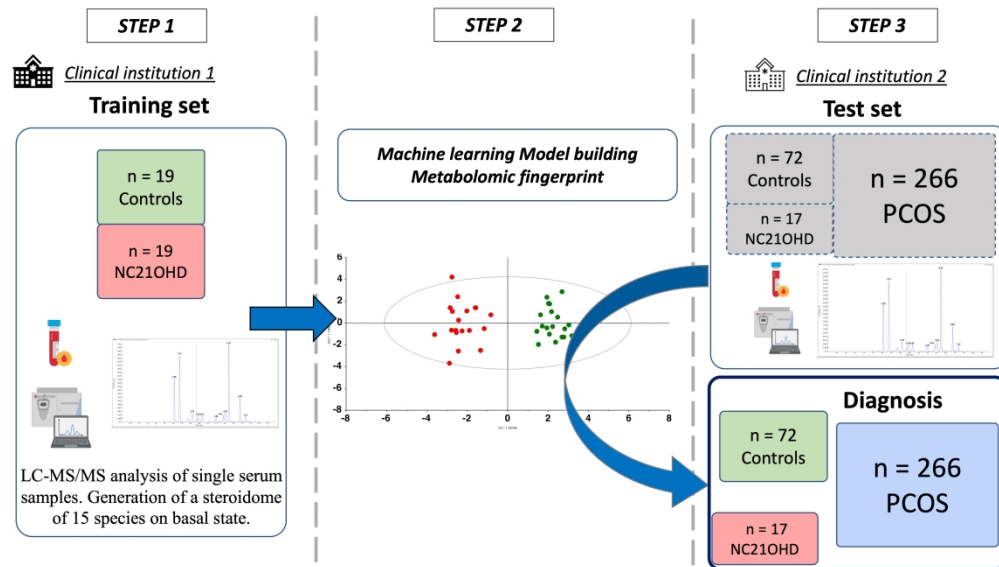 STEP 1
Clinical institution 1
Training set
n = 19
Controls
n = 19
NC21OHD
LC-MS/MS analysis of single serum
samples. Generation of a steroidome
of 15 species on basal state.
STEP 2
Machine learning Model building
Metabolomic fingerprint
6
4
2
0
-2
-4
-6
-8
-8
-6
-4
-2
0
2
4
6
8
STEP 3
Clinical institution 2
Test set
n = 72
Controls
n = 17
NC21OHD
n = 266
PCOS
Diagnosis
n = 72
Controls
n = 17
NC21OHD
n = 266
PCOS